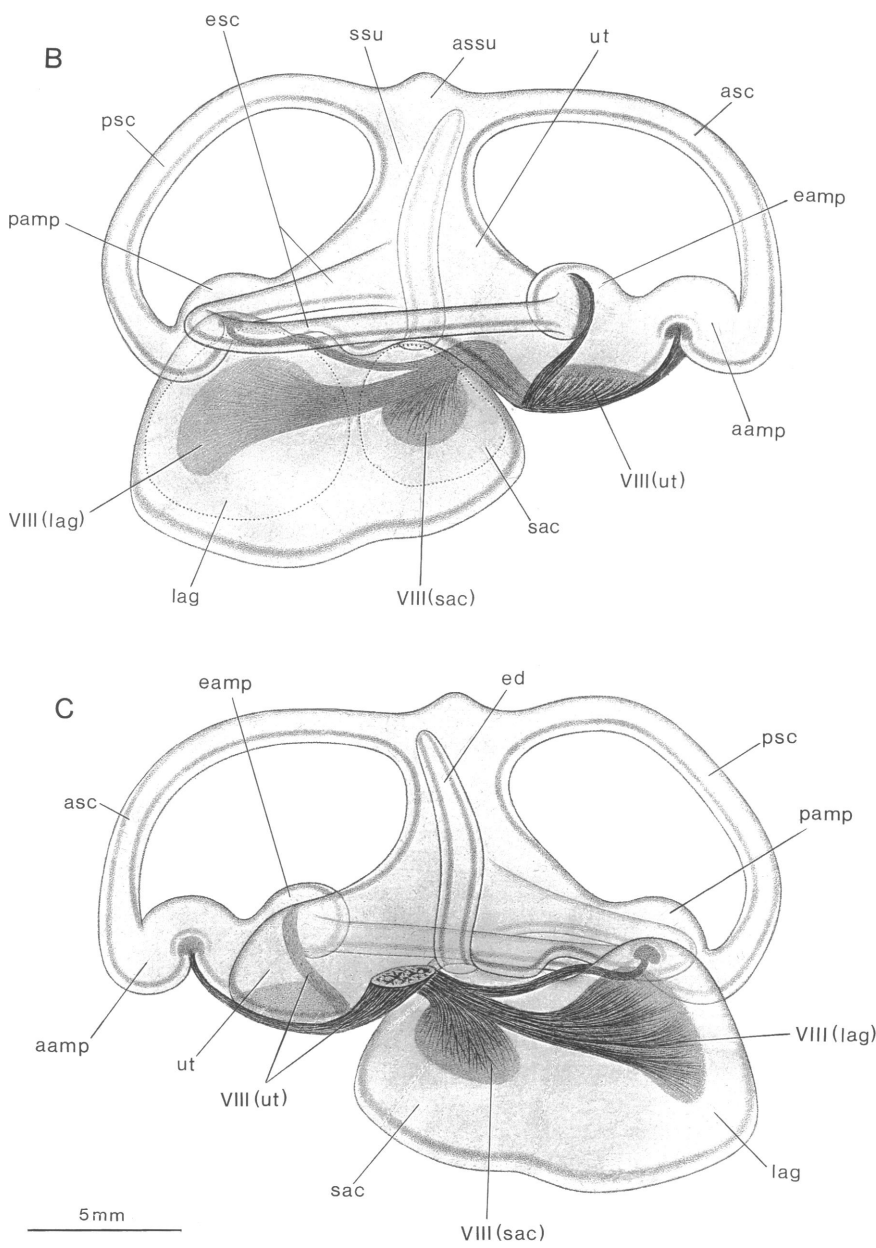 B
esc
ssu
assu
ut
asc
psc
eamp
pamp
aamp
VIII(ut)
VIII(lag)
sac
lag
VIII(sac)
C
eamp
ed
psc
asc
pamp
aamp
ut
VIII(ut)
VIII(lag)
sac
lag
VIII(sac)
5mm